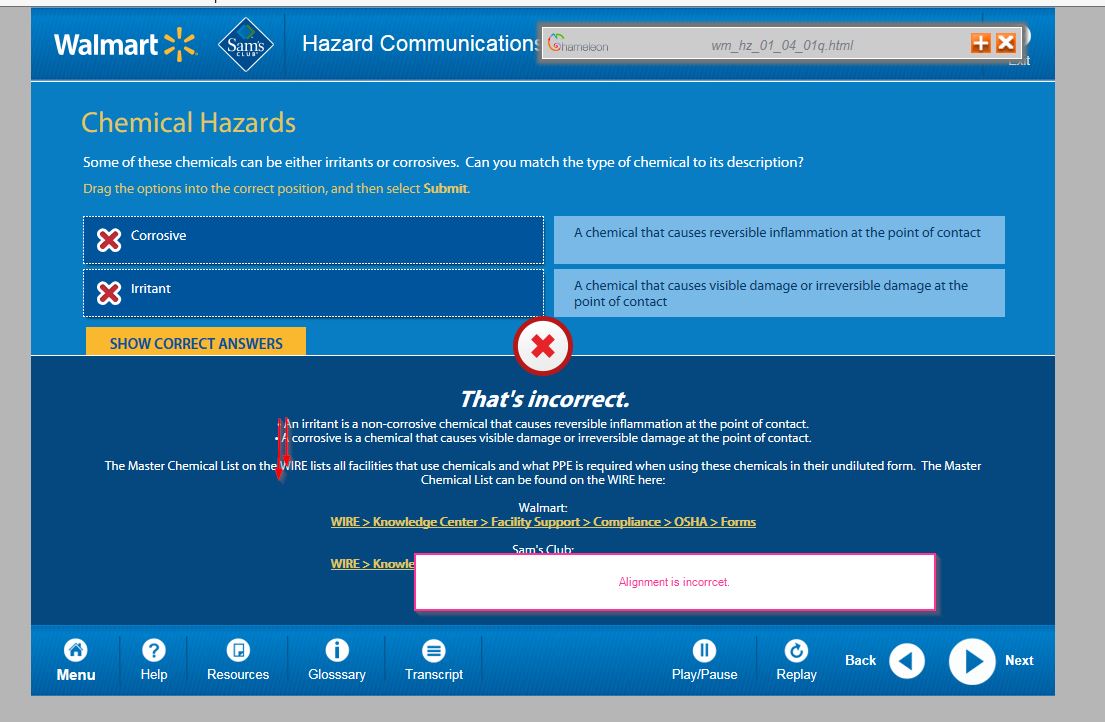 Walmart
Sam's
CLUB
Hazard Communications
Chameleon
wm_hz_01_04_01q.html
Exit
Chemical Hazards
Some of these chemicals can be either irritants or corrosives. Can you match the type of chemical to its description?
Drag the options into the correct position, and then select Submit.
Corrosive
A chemical that causes reversible inflammation at the point of contact
Irritant
A chemical that causes visible damage or irreversible damage at the
point of contact
SHOW CORRECT ANSWERS
That's incorrect.
• An irritant is a non-corrosive chemical that causes reversible inflammation at the point of contact.
• A corrosive is a chemical that causes visible damage or irreversible damage at the point of contact.
The Master Chemical List on the WIRE lists all facilities that use chemicals and what PPE is required when using these chemicals in their undiluted form. The Master
Chemical List can be found on the WIRE here:
Walmart:
WIRE > Knowledge Center > Facility Support > Compliance > OSHA > Forms
Sam's Club:
WIRE > Knowle
Alignment is incorrcet.
Menu
Help
Resources
Glosssary
Transcript
Play/Pause
Replay
Back
Next